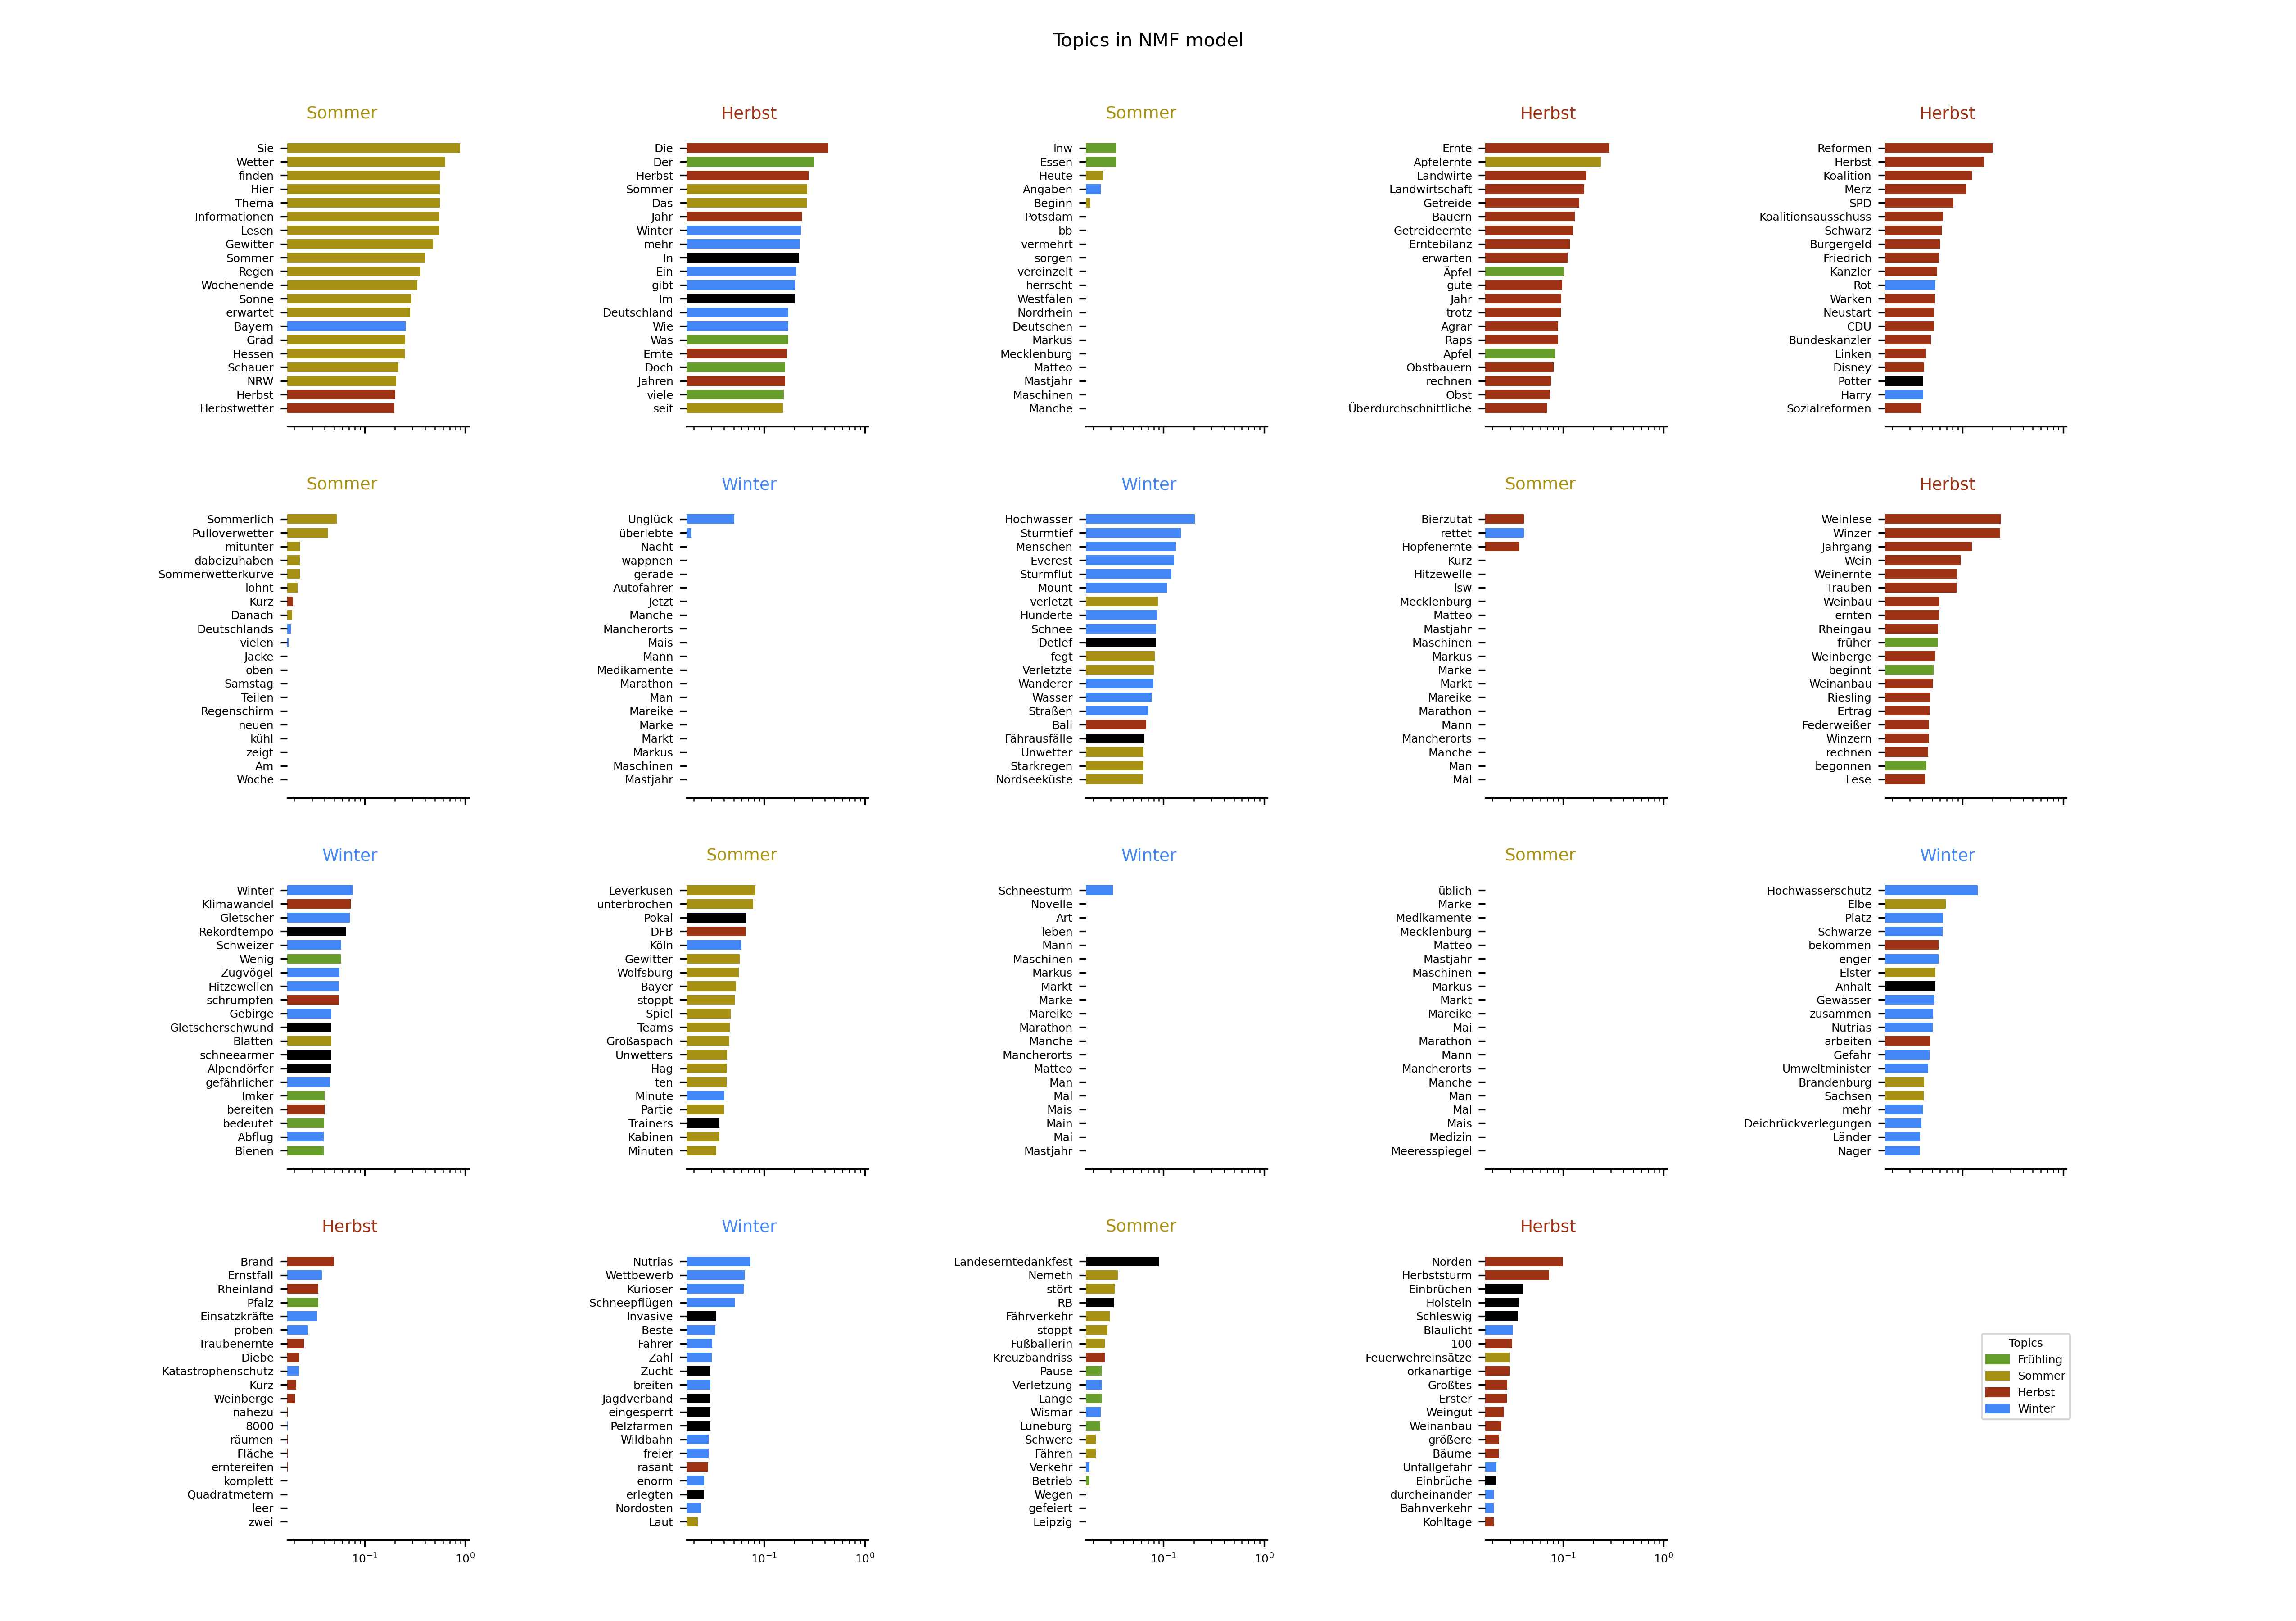 Topics in NMF model
Sommer
Sie
Wetter
finden
Hier
Thema
Informationen
Lesen
Gewitter
Sommer
Regen
Wochenende
Sonne
erwartet
Bayern
Grad
Hessen
Schauer
NRW
Herbst
Herbstwetter
Herbst
Die
Der
Herbst
Sommer
Das
Jahr
Winter
mehr
In
Ein
gibt
Im
Deutschland
Wie
Was
Ernte
Doch
Jahren
viele
seit
Sommer
lnw
Essen
Heute
Angaben
Beginn
Potsdam
bb
vermehrt
sorgen
vereinzelt
herrscht
Westfalen
Nordrhein
Deutschen
Markus
Mecklenburg
Matteo
Mastjahr
Maschinen
Manche
Herbst
Ernte
Apfelernte
Landwirte
Landwirtschaft
Getreide
Bauern
Getreideernte
Erntebilanz
erwarten
Äpfel
gute
Jahr
trotz
Agrar
Raps
Apfel
Obstbauern
rechnen
Obst
Überdurchschnittliche
Herbst
Reformen
Herbst
Koalition
Merz
SPD
Koalitionsausschuss
Schwarz
Bürgergeld
Friedrich
Kanzler
Rot
Warken
Neustart
CDU
Bundeskanzler
Linken
Disney
Potter
Harry
Sozialreformen
Sommer
Sommerlich
Pulloverwetter
mitunter
dabeizuhaben
Sommerwetterkurve
lohnt
Kurz
Danach
Deutschlands
vielen
Jacke
oben
Samstag
Teilen
Regenschirm
neuen
kühl
zeigt
Am
Woche
Winter
Unglück
überlebte
Nacht
wappnen
gerade
Autofahrer
Jetzt
Manche
Mancherorts
Mais
Mann
Medikamente
Marathon
Man
Mareike
Marke
Markt
Markus
Maschinen
Mastjahr
Winter
Hochwasser
Sturmtief
Menschen
Everest
Sturmflut
Mount
verletzt
Hunderte
Schnee
Detlef
fegt
Verletzte
Wanderer
Wasser
Straßen
Bali
Fährausfälle
Unwetter
Starkregen
Nordseeküste
Sommer
Bierzutat
rettet
Hopfenernte
Kurz
Hitzewelle
lsw
Mecklenburg
Matteo
Mastjahr
Maschinen
Markus
Marke
Markt
Mareike
Marathon
Mann
Mancherorts
Manche
Man
Mal
Herbst
Weinlese
Winzer
Jahrgang
Wein
Weinernte
Trauben
Weinbau
ernten
Rheingau
früher
Weinberge
beginnt
Weinanbau
Riesling
Ertrag
Federweißer
Winzern
rechnen
begonnen
Lese
Winter
Winter
Klimawandel
Gletscher
Rekordtempo
Schweizer
Wenig
Zugvögel
Hitzewellen
schrumpfen
Gebirge
Gletscherschwund
Blatten
schneearmer
Alpendörfer
gefährlicher
Imker
bereiten
bedeutet
Abflug
Bienen
Sommer
Leverkusen
unterbrochen
Pokal
DFB
Köln
Gewitter
Wolfsburg
Bayer
stoppt
Spiel
Teams
Großaspach
Unwetters
Hag
ten
Minute
Partie
Trainers
Kabinen
Minuten
Winter
Schneesturm
Novelle
Art
leben
Mann
Maschinen
Markus
Markt
Marke
Mareike
Marathon
Manche
Mancherorts
Matteo
Man
Mal
Mais
Main
Mai
Mastjahr
Sommer
üblich
Marke
Medikamente
Mecklenburg
Matteo
Mastjahr
Maschinen
Markus
Markt
Mareike
Mai
Marathon
Mann
Mancherorts
Manche
Man
Mal
Mais
Medizin
Meeresspiegel
Winter
Hochwasserschutz
Elbe
Platz
Schwarze
bekommen
enger
Elster
Anhalt
Gewässer
zusammen
Nutrias
arbeiten
Gefahr
Umweltminister
Brandenburg
Sachsen
mehr
Deichrückverlegungen
Länder
Nager
Herbst
Brand
Ernstfall
Rheinland
Pfalz
Einsatzkräfte
proben
Traubenernte
Diebe
Katastrophenschutz
Kurz
Weinberge
nahezu
8000
räumen
Fläche
erntereifen
komplett
Quadratmetern
leer
zwei
10⁻¹ 10⁰
Winter
Nutrias
Wettbewerb
Kurioser
Schneepflügen
Invasive
Beste
Fahrer
Zahl
Zucht
breiten
Jagdverband
eingesperrt
Pelzfarmen
Wildbahn
freier
rasant
enorm
erlegten
Nordosten
Laut
10⁻¹ 10⁰
Sommer
Landeserntedankfest
Nemeth
stört
RB
Fährverkehr
stoppt
Fußballerin
Kreuzbandriss
Pause
Verletzung
Lange
Wismar
Lüneburg
Schwere
Fähren
Verkehr
Betrieb
Wegen
gefeiert
Leipzig
10⁻¹ 10⁰
Herbst
Norden
Herbststurm
Einbrüchen
Holstein
Schleswig
Blaulicht
100
Feuerwehreinsätze
orkanartige
Größtes
Erster
Weingut
Weinanbau
größere
Bäume
Unfallgefahr
Einbrüche
durcheinander
Bahnverkehr
Kohltage
10⁻¹ 10⁰
Topics
Frühling
Sommer
Herbst
Winter